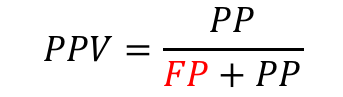 PPV = PP / (FP + PP)